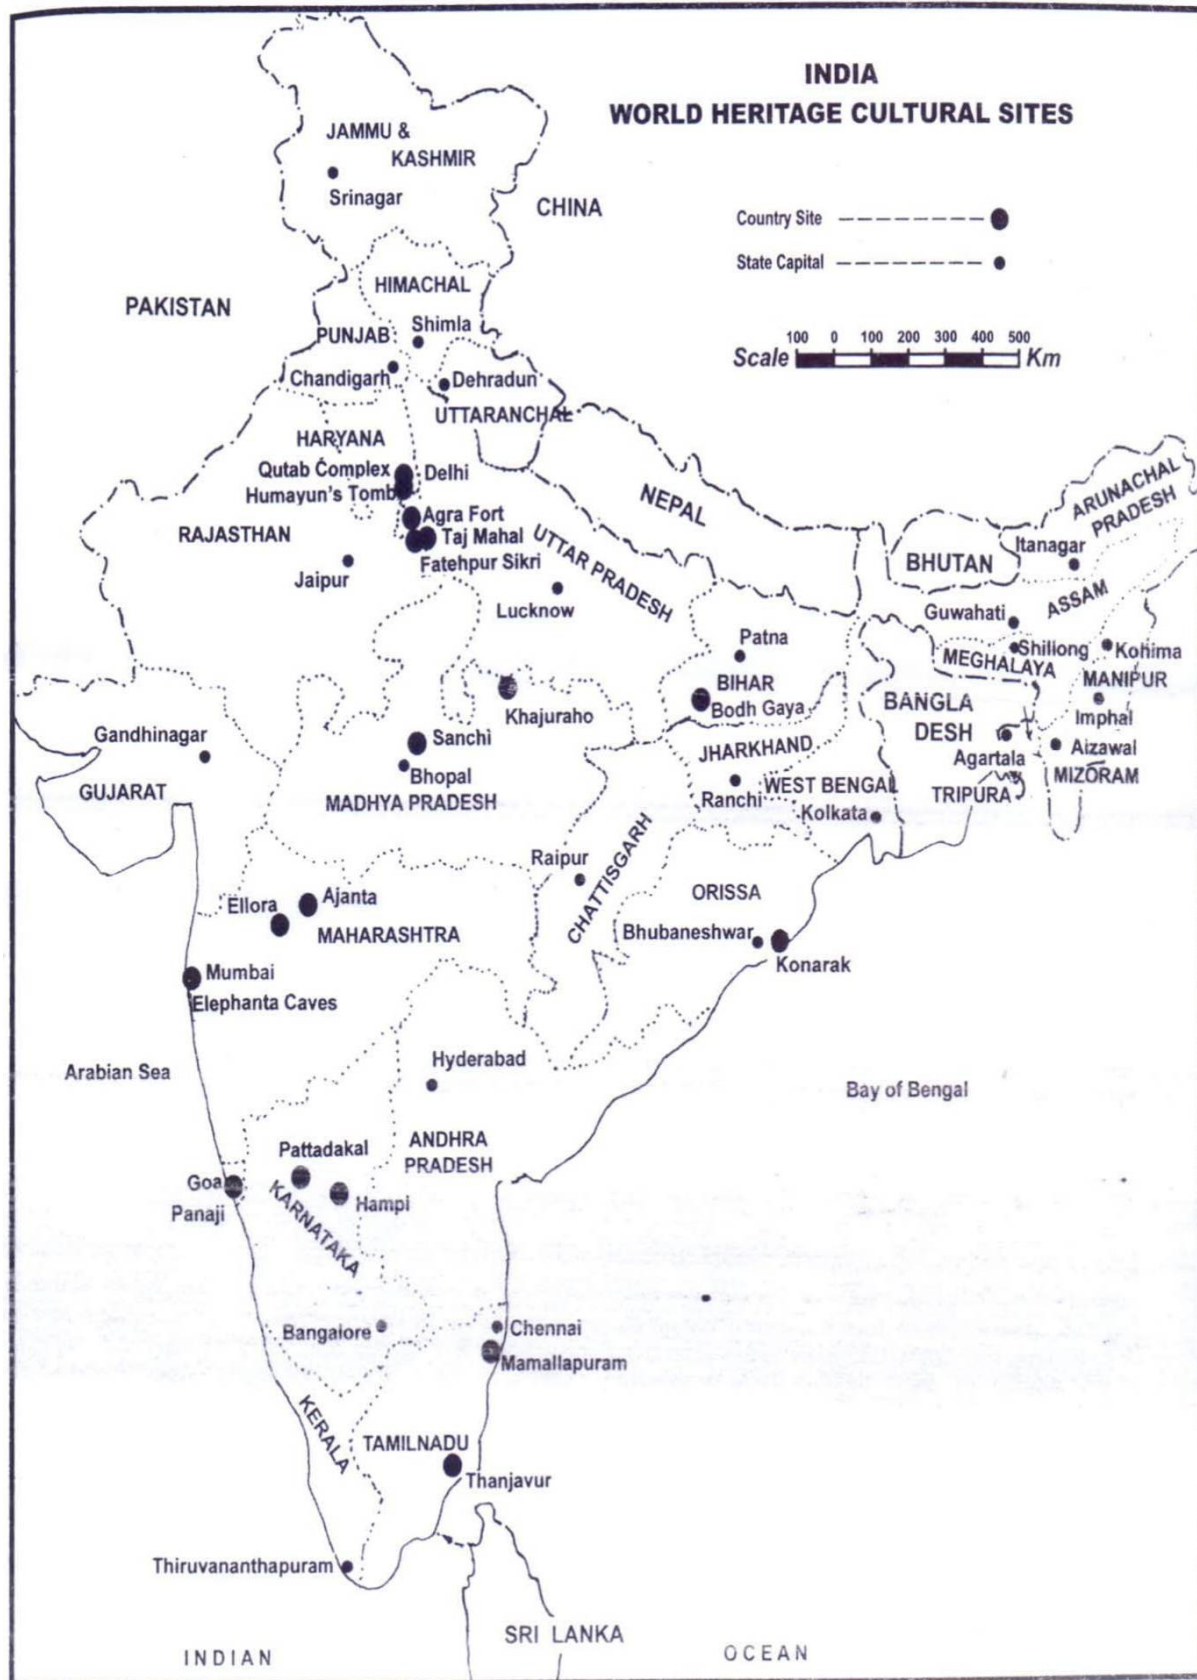 INDIA
WORLD HERITAGE CULTURAL SITES
JAMMU &
KASHMIR
Srinagar
CHINA
Country Site
State Capital
HIMACHAL
PAKISTAN
PUNJAB
Shimla
100 0 100 200 300 400 500
Scale Km
Chandigarh
Dehradun
UTTARANCHAL
HARYANA
Qutab Complex
Delhi
Humayun's Tomb
NEPAL
ARUNACHAL
PRADESH
Agra Fort
RAJASTHAN
Taj Mahal
Fatehpur Sikri
UTTAR PRADESH
BHUTAN
Itanagar
Jaipur
Lucknow
ASSAM
Guwahati
Patna
Shillong
Kohima
MEGHALAYA
MANIPUR
BIHAR
Bodh Gaya
BANGLA
DESH
Imphal
Khajuraho
Gandhinagar
Sanchi
JHARKHAND
Agartala
Aizawal
Bhopal
MIZORAM
GUJARAT
MADHYA PRADESH
Ranchi
WEST BENGAL
TRIPURA
Kolkata
Raipur
CHATTISGARH
ORISSA
Ellora
Ajanta
MAHARASHTRA
Bhubaneshwar
Konarak
Mumbai
Elephanta Caves
Hyderabad
Arabian Sea
Bay of Bengal
Pattadakal
ANDHRA
PRADESH
Goa
Panaji
Hampi
KARNATAKA
Bangalore
Chennai
Mamallapuram
KERALA
TAMILNADU
Thanjavur
Thiruvananthapuram
SRI LANKA
INDIAN OCEAN